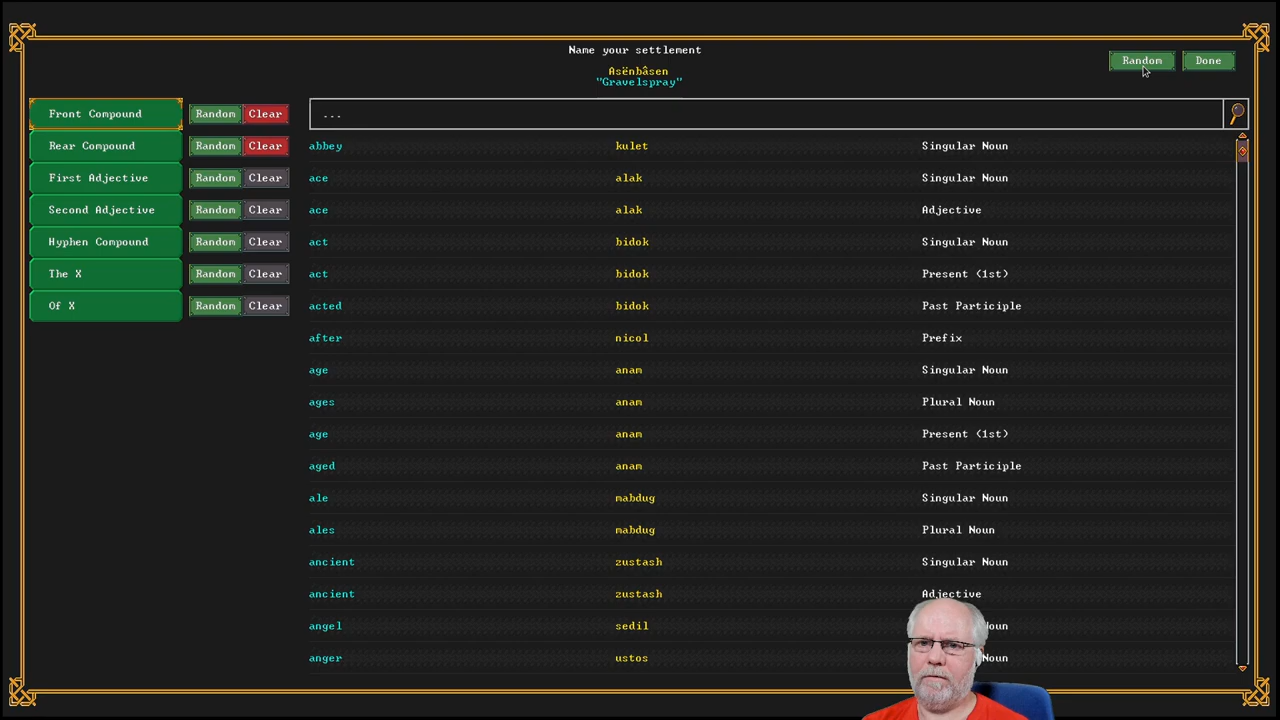 Name your settlement
Asënbâsen
"Gravelspray"
Random Done
Front Compound Random Clear
...
Rear Compound Random Clear
First Adjective Random Clear
Second Adjective Random Clear
Hyphen Compound Random Clear
The X Random Clear
Of X Random Clear
abbey kulet Singular Noun
ace alak Singular Noun
ace alak Adjective
act bidok Singular Noun
act bidok Present (1st)
acted bidok Past Participle
after nicol Prefix
age anam Singular Noun
ages anam Plural Noun
age anam Present (1st)
aged anam Past Participle
ale mabdug Singular Noun
ales mabdug Plural Noun
ancient zustash Singular Noun
ancient zustash Adjective
angel sedil Noun
anger ustos Noun